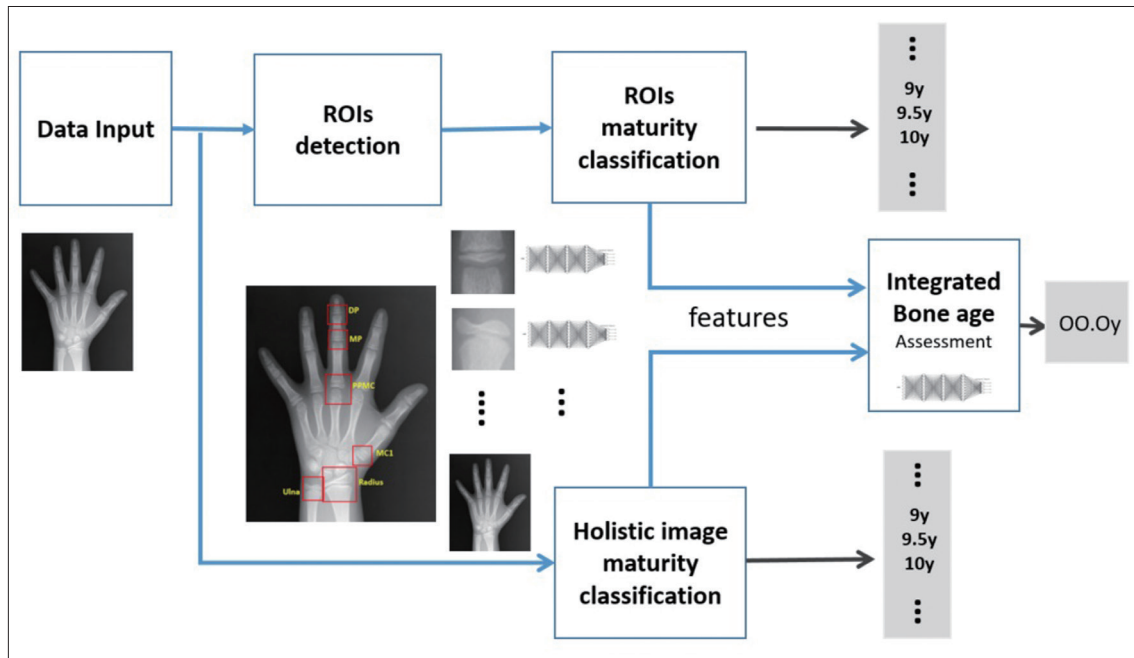 Data Input
ROIs
detection
ROIs
maturity
classification
9y
9.5y
10y
DP
MP
PPMC
MC1
Radius
Ulna
features
Integrated
Bone age
Assessment
OO.Oy
Holistic image
maturity
classification
9y
9.5y
10y